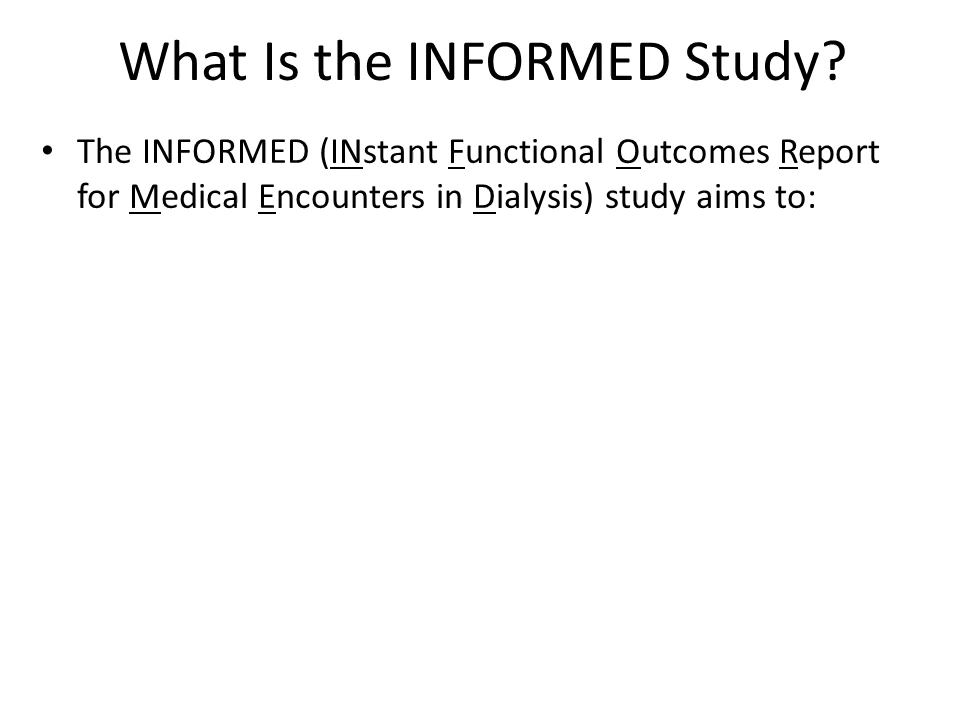 What Is the INFORMED Study?
• The INFORMED (INstant Functional Outcomes Report
for Medical Encounters in Dialysis) study aims to: